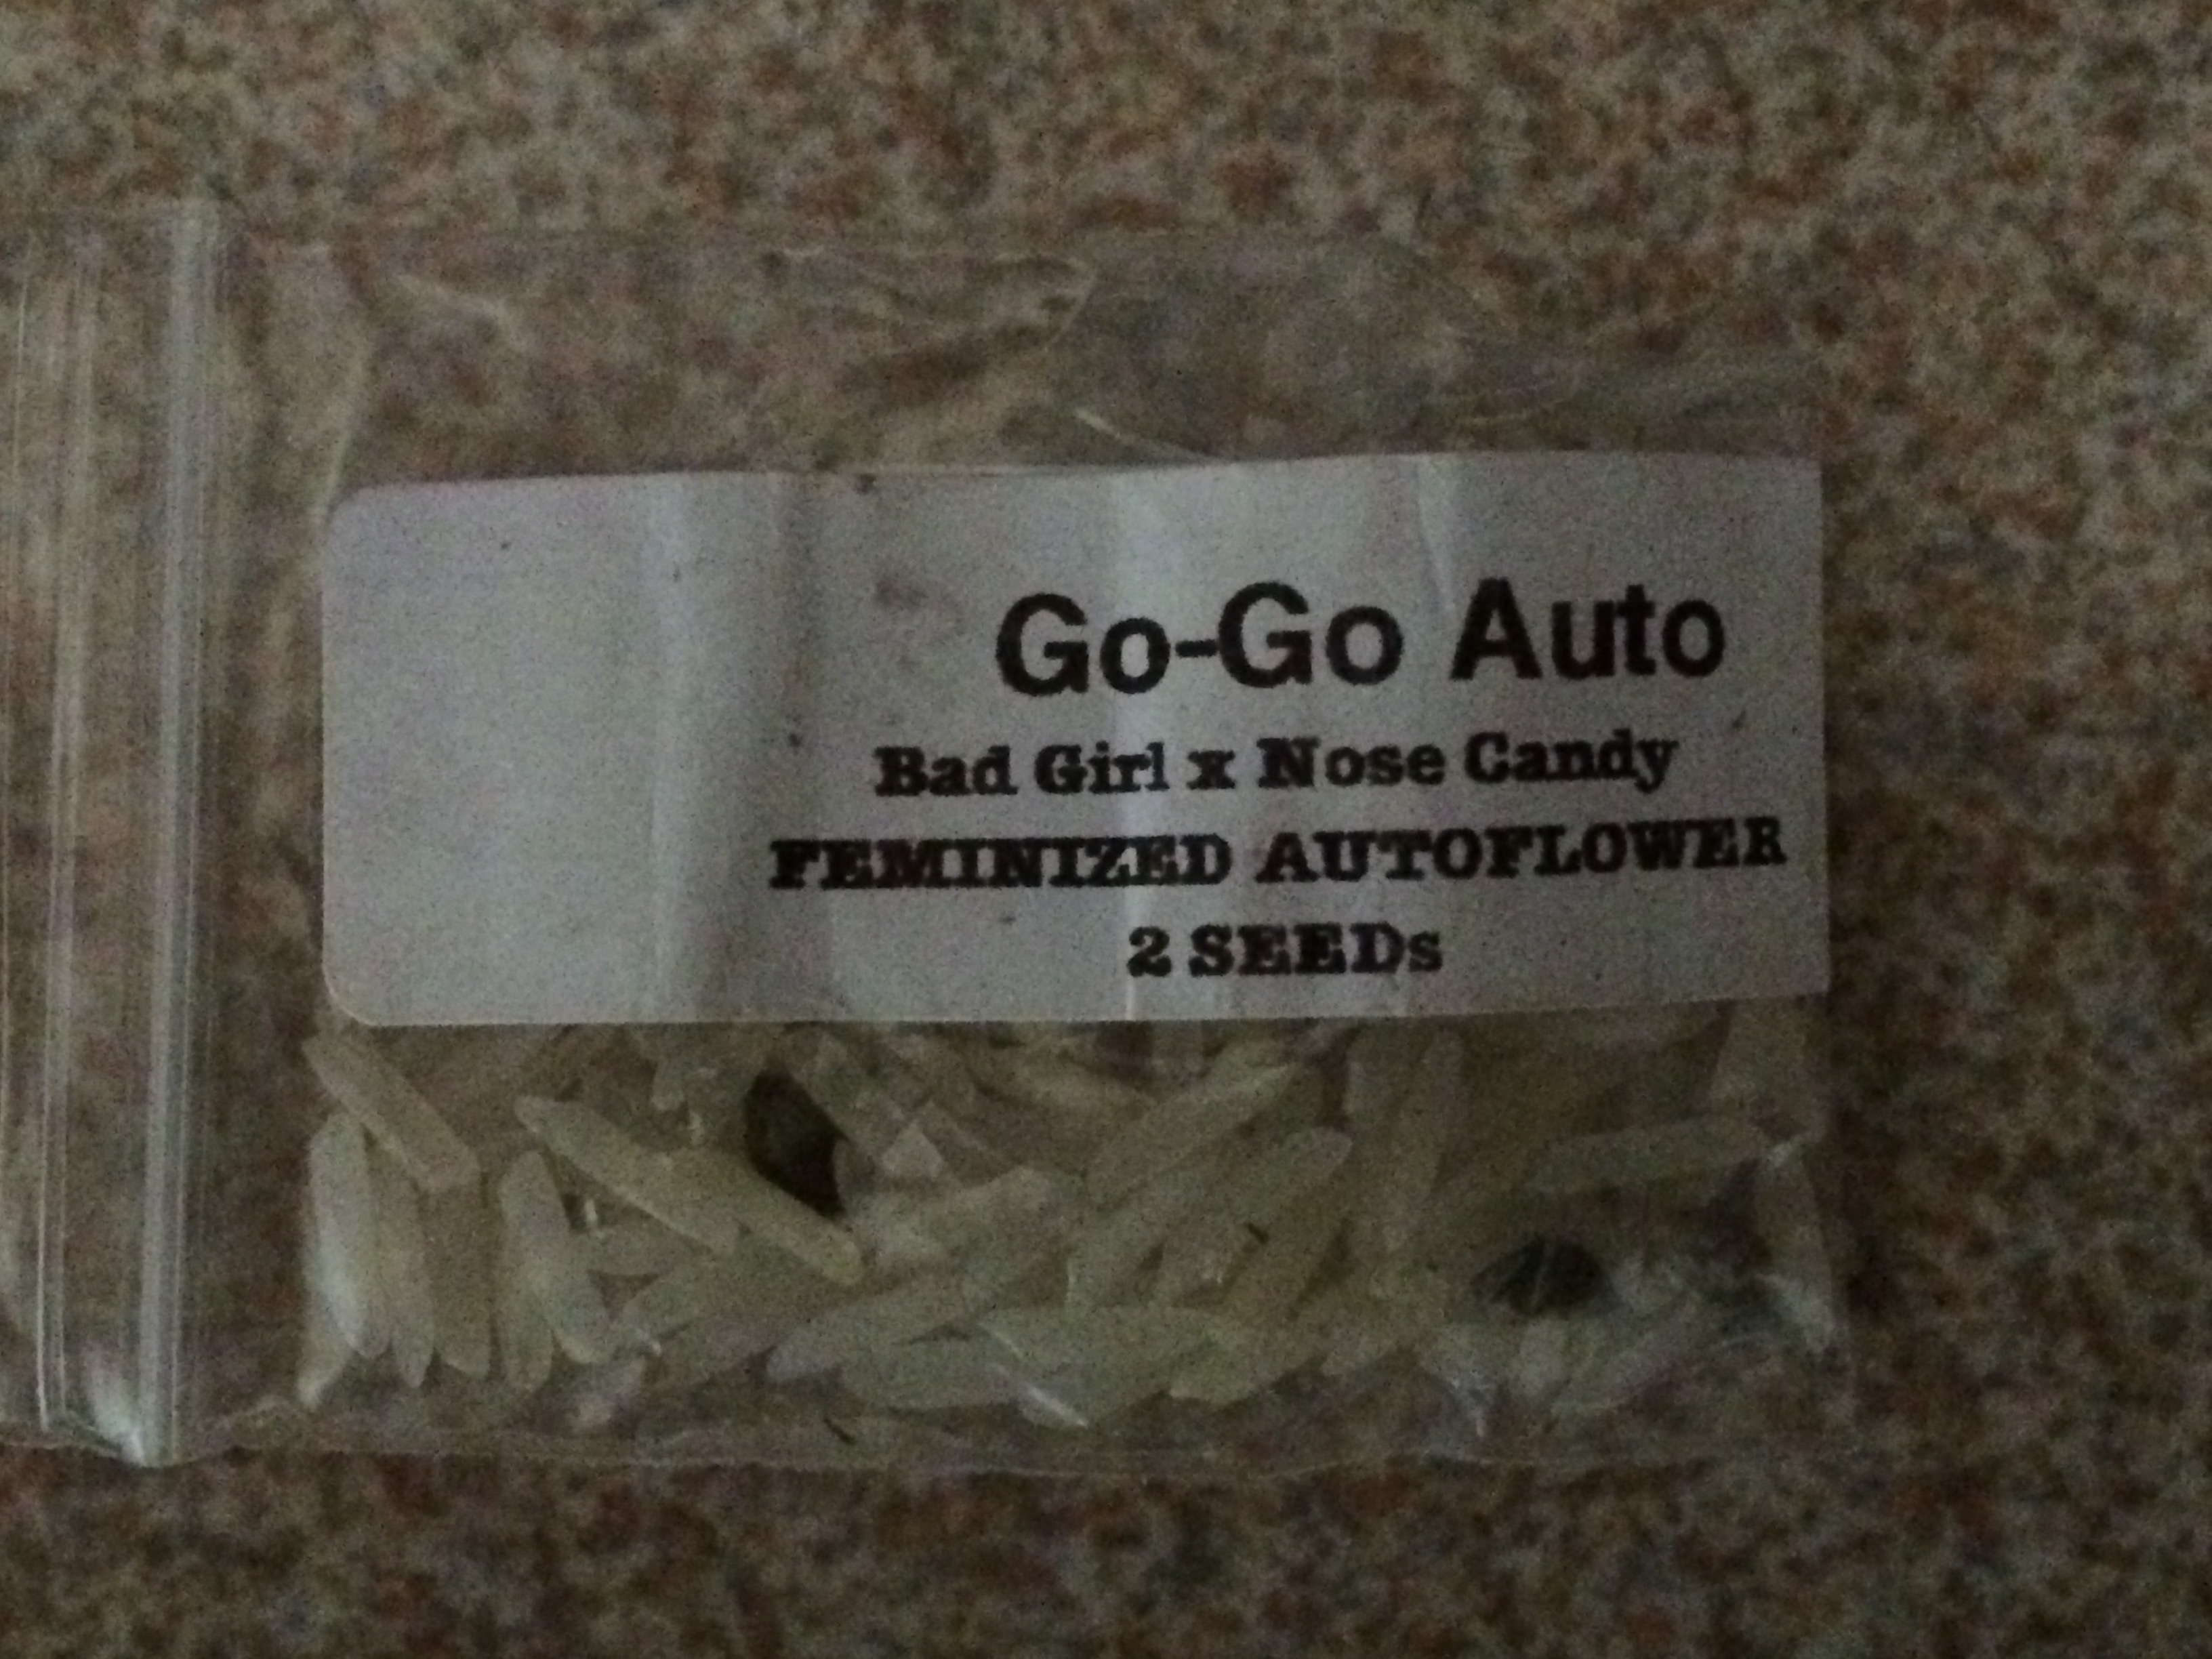 Go-Go Auto
Bad Girl x Nose Candy
FEMINIZED AUTOFLOWER
2 SEEDs